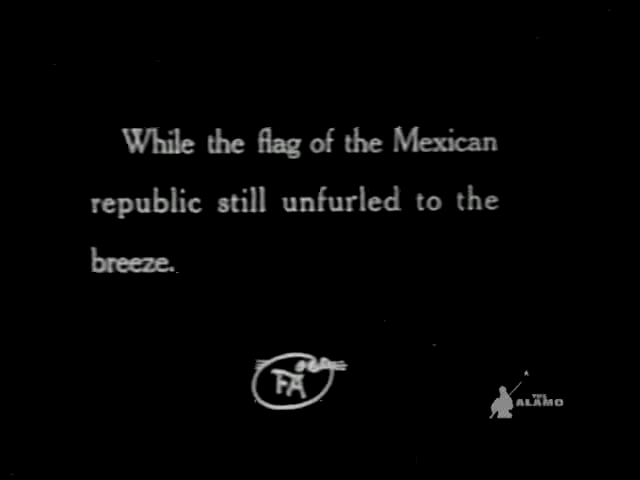 While the flag of the Mexican
republic still unfurled to the
breeze.
FA
THE
ALAMO